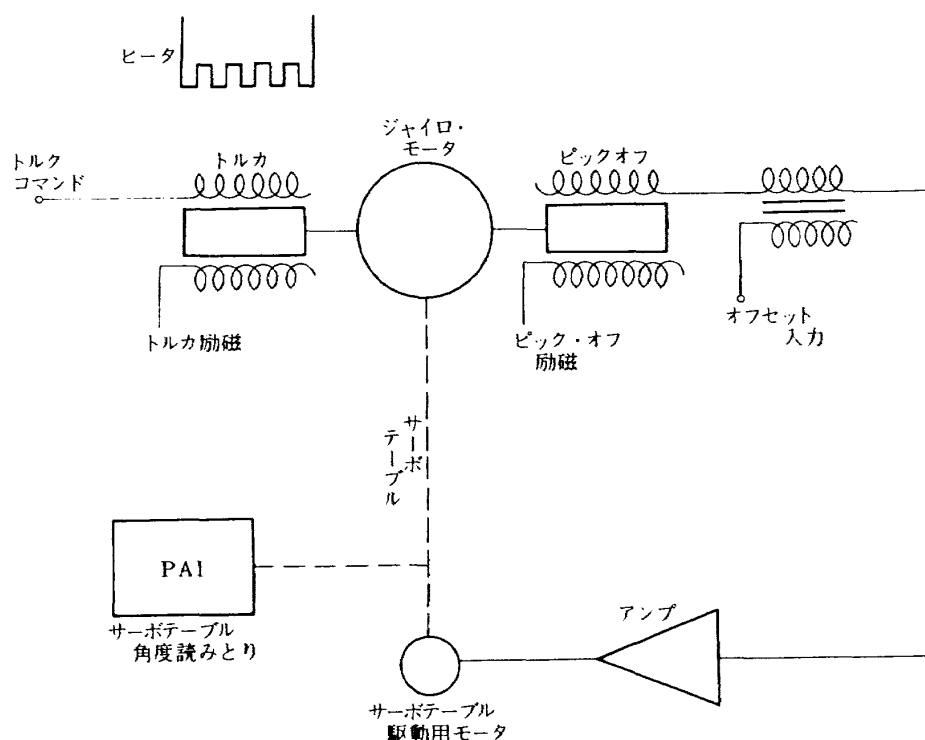 ヒータ
ジャイロ・
モータ
トルク
コマンド
トルカ
ピックオフ
トルカ励磁
ピック・オフ
励磁
オフセット
入力
サーボ
テーブル
PAI
サーボテーブル
角度読みとり
アンプ
サーボテーブル
駆動用モータ